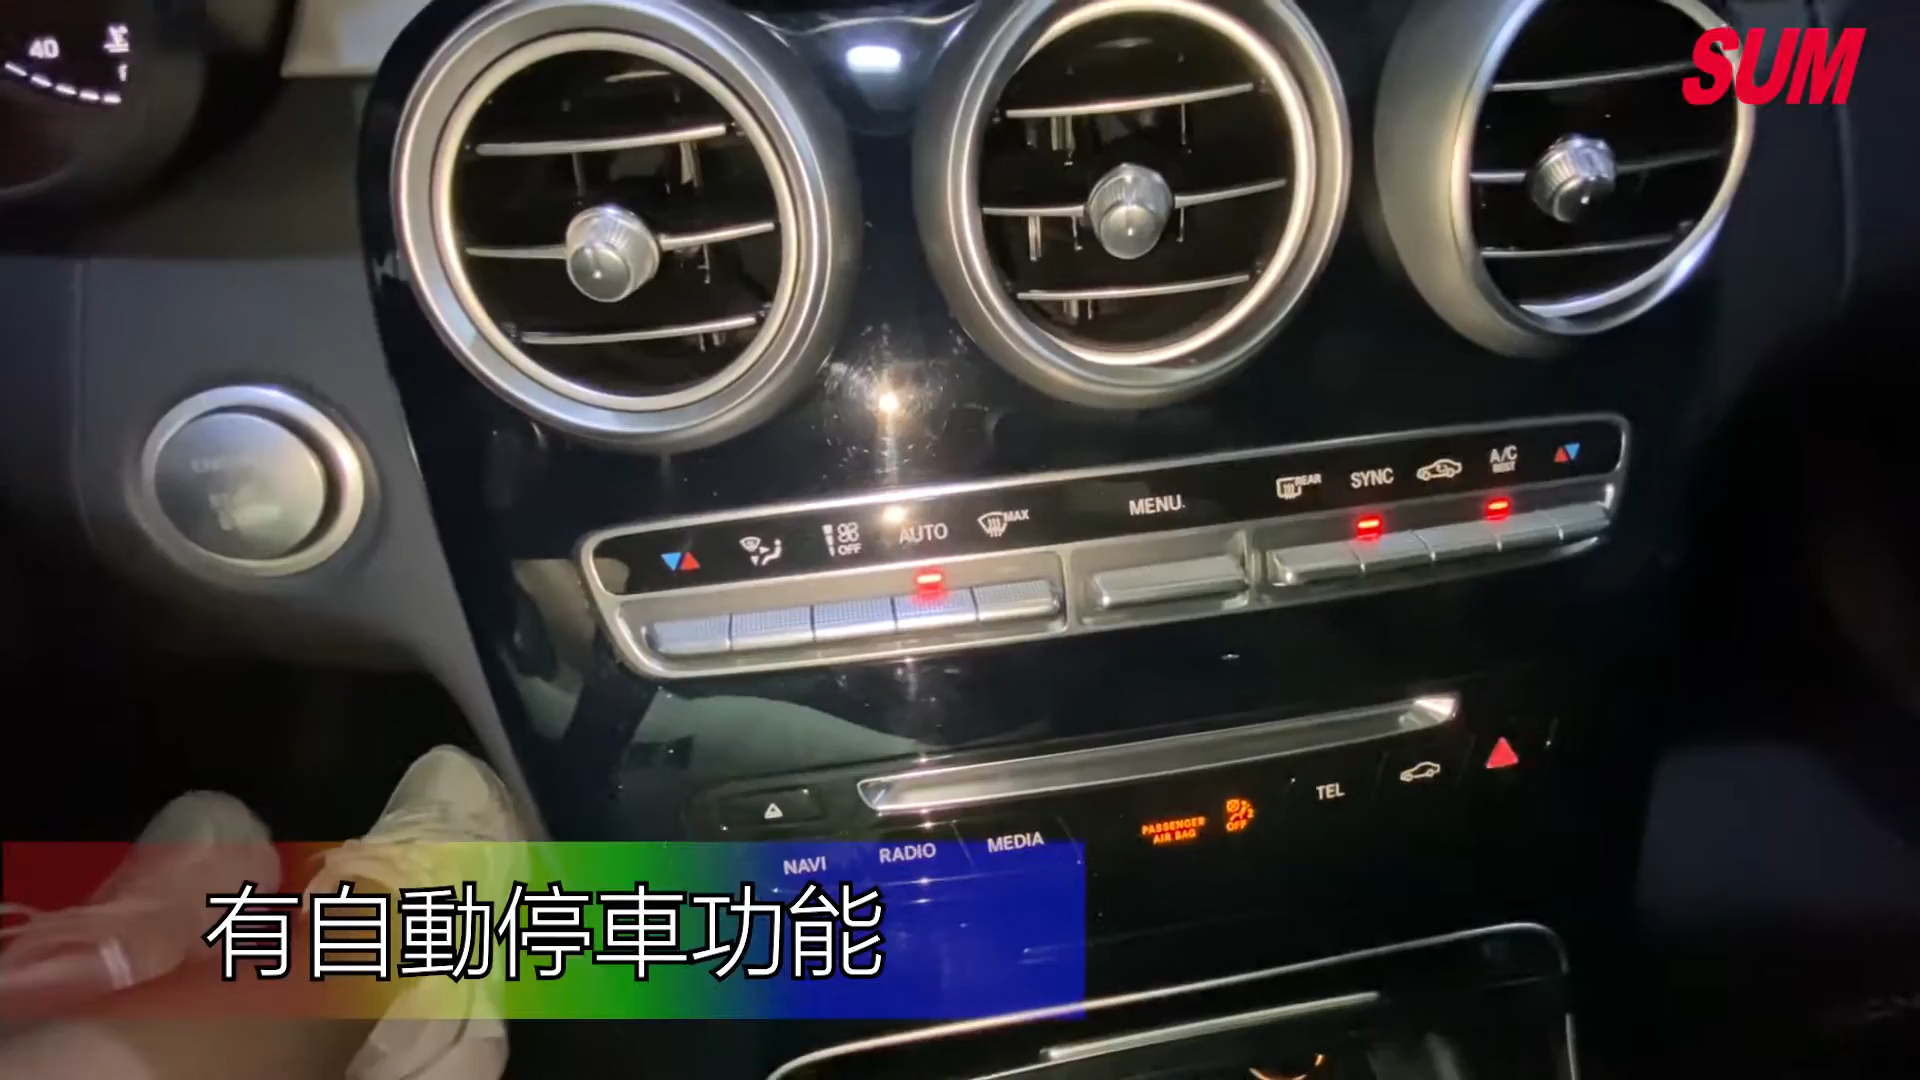 40
SUM
REAR
SYNC
A/C
MENU
MAX
AUTO
OFF
TEL
PASSENGER
AIR BAG
OFF
MEDIA
RADIO
NAVI
有自動停車功能